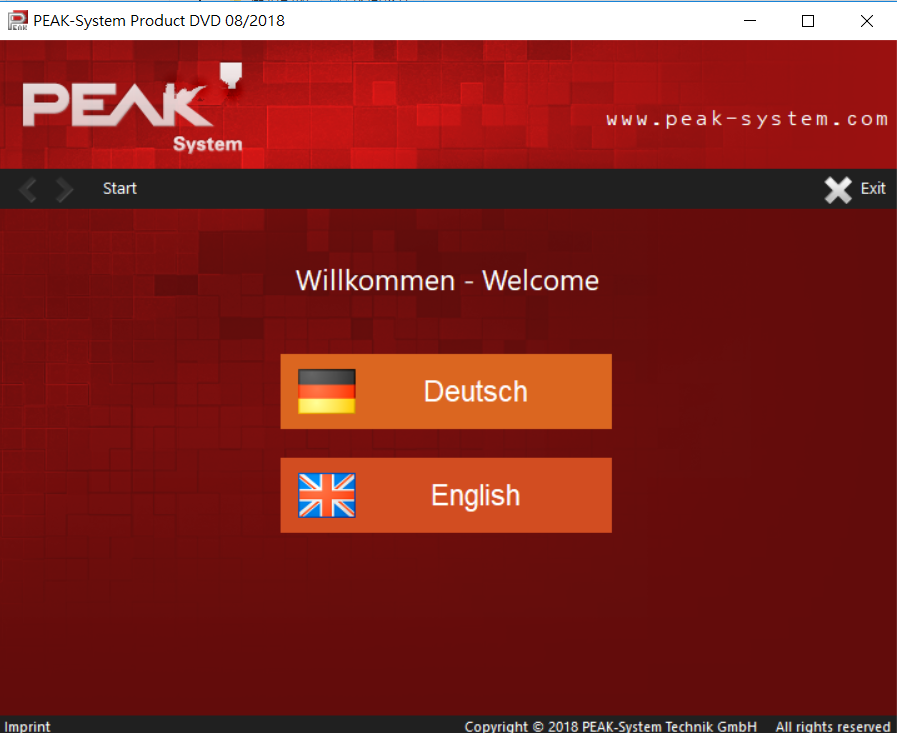 PEAK-System Product DVD 08/2018
PEAK
System
www.peak-system.com
Start
Exit
Willkommen - Welcome
Deutsch
English
Imprint
Copyright © 2018 PEAK-System Technik GmbH All rights reserved